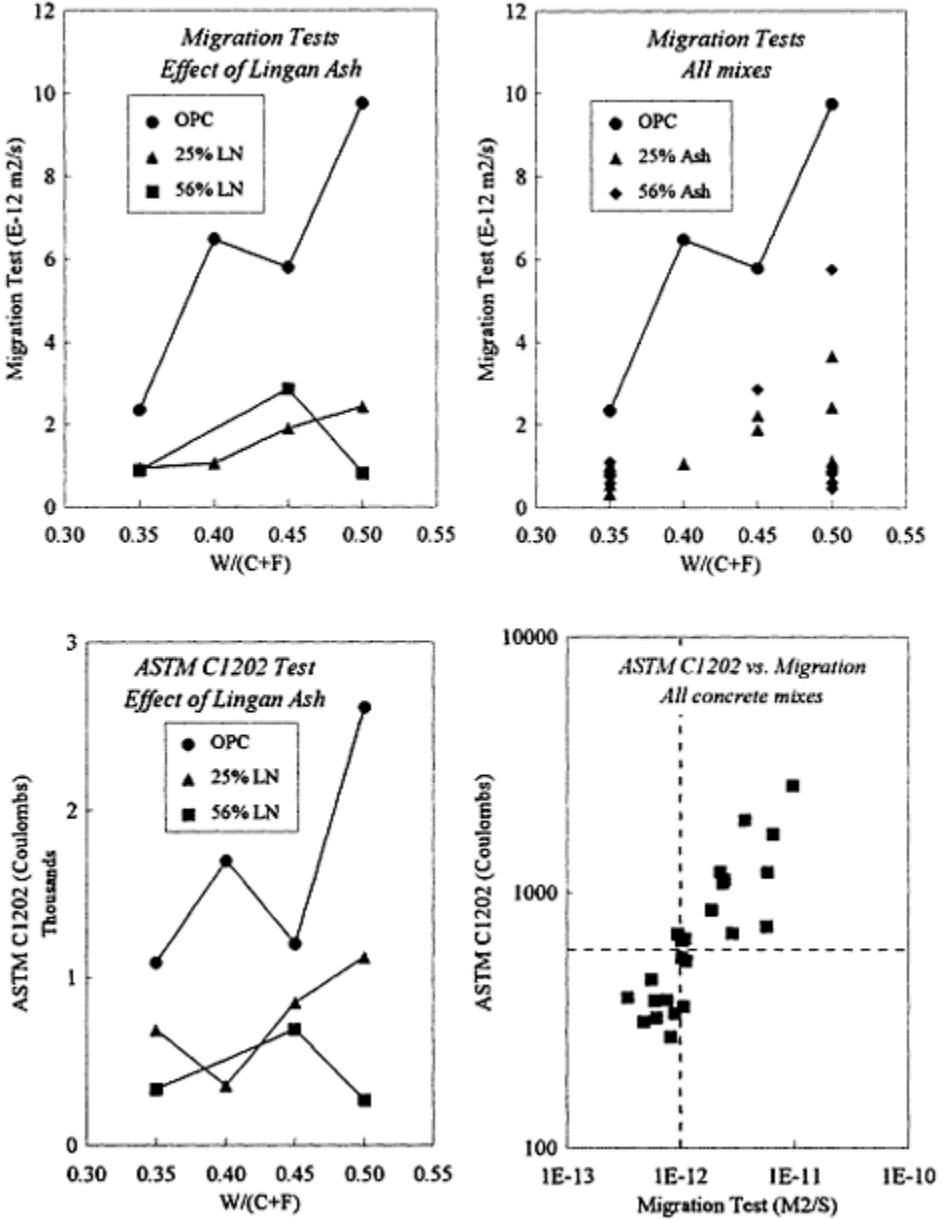 Migration Tests
Effect of Lingan Ash
OPC
25% LN
56% LN
Migration Test (E-12 m2/s)
12
10
8
6
4
2
0
0.30 0.35 0.40 0.45 0.50 0.55
W/(C+F)
Migration Tests
All mixes
OPC
25% Ash
56% Ash
Migration Test (E-12 m2/s)
12
10
8
6
4
2
0
0.30 0.35 0.40 0.45 0.50 0.55
W/(C+F)
ASTM C1202 Test
Effect of Lingan Ash
OPC
25% LN
56% LN
ASTM C1202 (Coulombs)
Thousands
3
2
1
0
0.30 0.35 0.40 0.45 0.50 0.55
W/(C+F)
ASTM C1202 vs. Migration
All concrete mixes
ASTM C1202 (Coulombs)
10000
1000
100
1E-13 1E-12 1E-11 1E-10
Migration Test (M2/S)